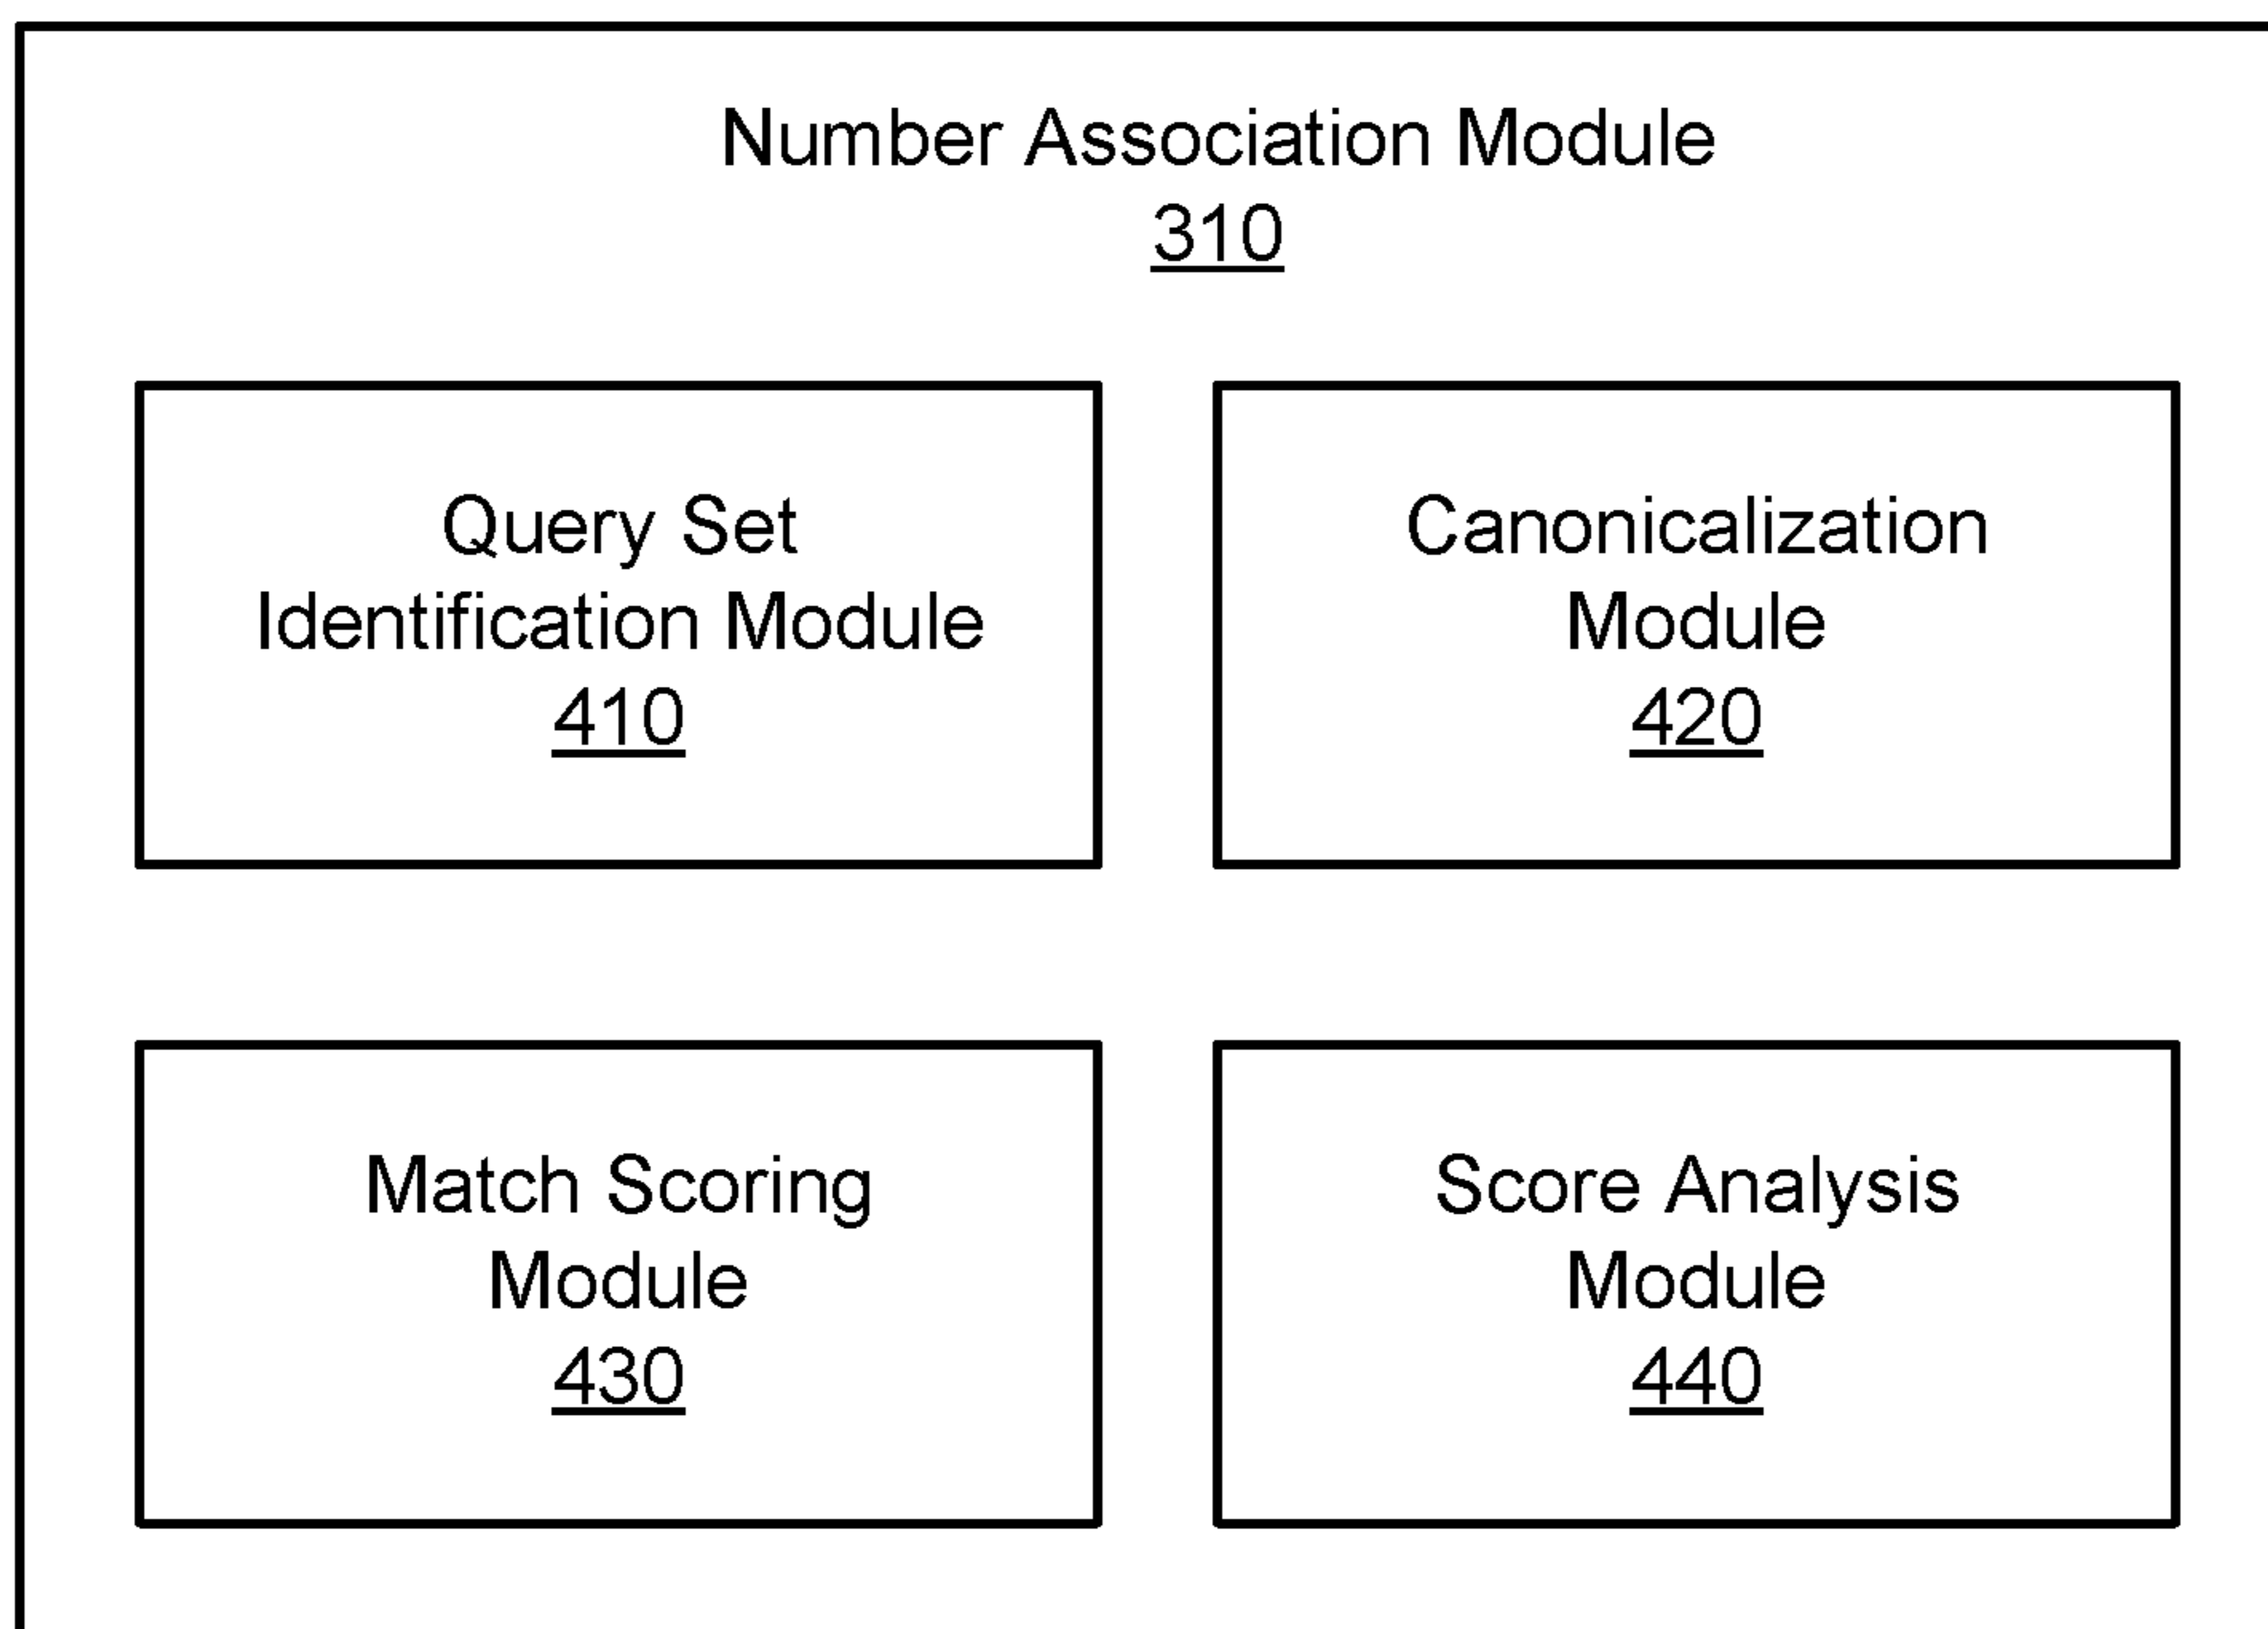 Number Association Module
310
Query Set
Identification Module
410
Canonicalization
Module
420
Match Scoring
Module
430
Score Analysis
Module
440